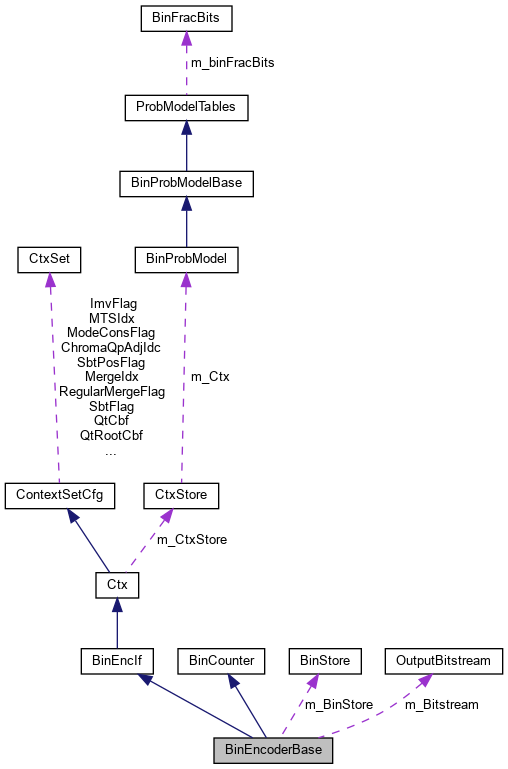 BinFracBits
m_binFracBits
ProbModelTables
BinProbModelBase
CtxSet
BinProbModel
ImvFlag
MTSIdx
ModeConsFlag
ChromaQpAdjIdc
SbtPosFlag
MergeIdx
RegularMergeFlag
SbtFlag
QtCbf
QtRootCbf
...
m_Ctx
ContextSetCfg
CtxStore
m_CtxStore
Ctx
BinEncIf
BinCounter
BinStore
OutputBitstream
m_BinStore
m_Bitstream
BinEncoderBase